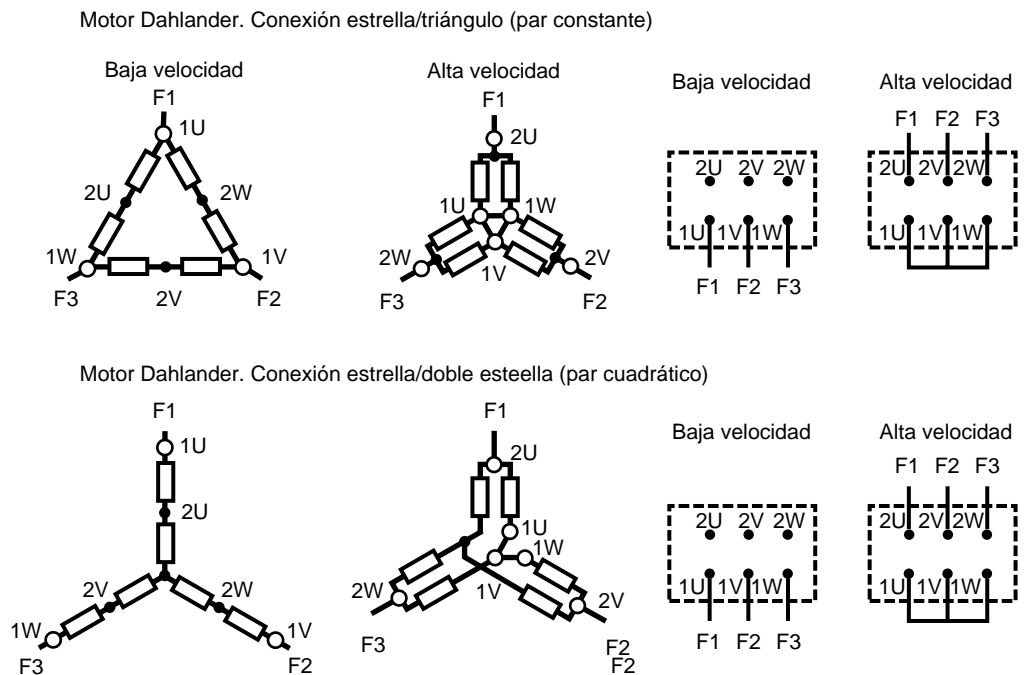 Motor Dahlander. Conexión estrella/triángulo (par constante)
Baja velocidad
F1
1U
2U
2W
1W
1V
F3
2V
F2
Alta velocidad
F1
2U
1U
1W
2W
1V
2V
F3
F2
Baja velocidad
2U 2V 2W
1U 1V 1W
F1 F2 F3
Alta velocidad
F1 F2 F3
2U 2V 2W
1U 1V 1W
Motor Dahlander. Conexión estrella/doble esteella (par cuadrático)
F1
1U
2U
2V
2W
1W
1V
F3
F2
F1
2U
1U
1W
2W
1V
2V
F3
F2
F2
Baja velocidad
2U 2V 2W
1U 1V 1W
F1 F2 F3
Alta velocidad
F1 F2 F3
2U 2V 2W
1U 1V 1W